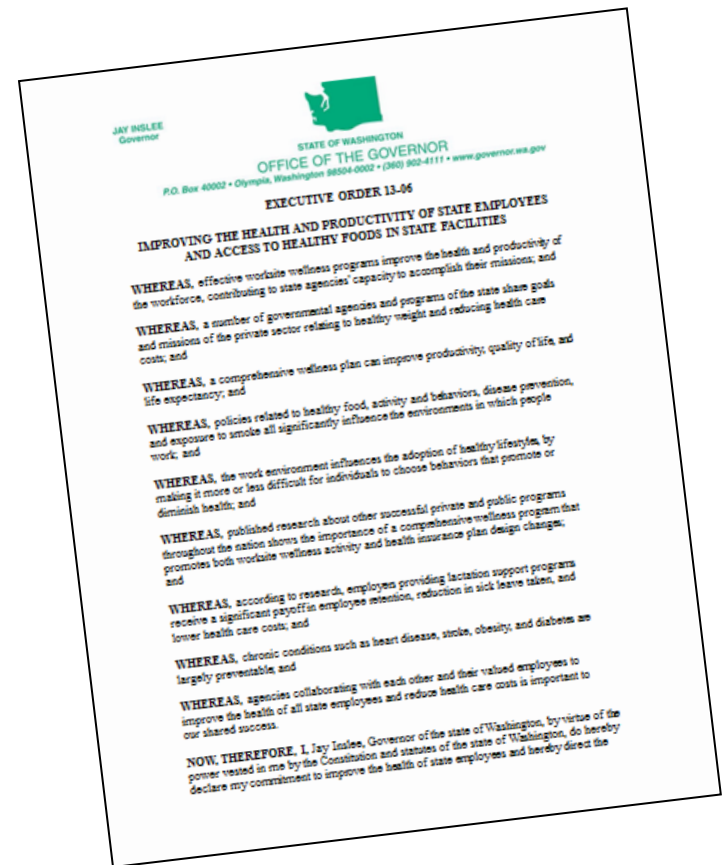 JAY INSLEE
Governor
STATE OF WASHINGTON
OFFICE OF THE GOVERNOR
P.O. Box 40002 • Olympia, Washington 98504-0002 • (360) 902-4111 • www.governor.wa.gov
EXECUTIVE ORDER 13-06
IMPROVING THE HEALTH AND PRODUCTIVITY OF STATE EMPLOYEES
AND ACCESS TO HEALTHY FOODS IN STATE FACILITIES
WHEREAS, effective worksite wellness programs improve the health and productivity of
the workforce, contributing to state agencies' capacity to accomplish their missions; and
WHEREAS, a number of governmental agencies and programs of the state share goals
and missions of the private sector relating to healthy weight and reducing health care
costs; and
WHEREAS, a comprehensive wellness plan can improve productivity, quality of life, and
life expectancy; and
WHEREAS, policies related to healthy food, activity and behaviors, disease prevention,
and exposure to smoke all significantly influence the environments in which people
work; and
WHEREAS, the work environment influences the adoption of healthy lifestyles, by
making it more or less difficult for individuals to choose behaviors that promote or
diminish health; and
WHEREAS, published research about other successful private and public programs
throughout the nation shows the importance of a comprehensive wellness program that
promotes both worksite wellness activity and health insurance plan design changes;
and
WHEREAS, according to research, employers providing lactation support programs
receive a significant payoff in employee retention, reduction in sick leave taken, and
lower health care costs; and
WHEREAS, chronic conditions such as heart disease, stroke, obesity, and diabetes are
largely preventable; and
WHEREAS, agencies collaborating with each other and their valued employees to
improve the health of all state employees and reduce health care costs is important to
our shared success.
NOW, THEREFORE, I, Jay Inslee, Governor of the state of Washington, by virtue of the
power vested in me by the Constitution and statutes of the state of Washington, do hereby
declare my commitment to improve the health of state employees and hereby direct the